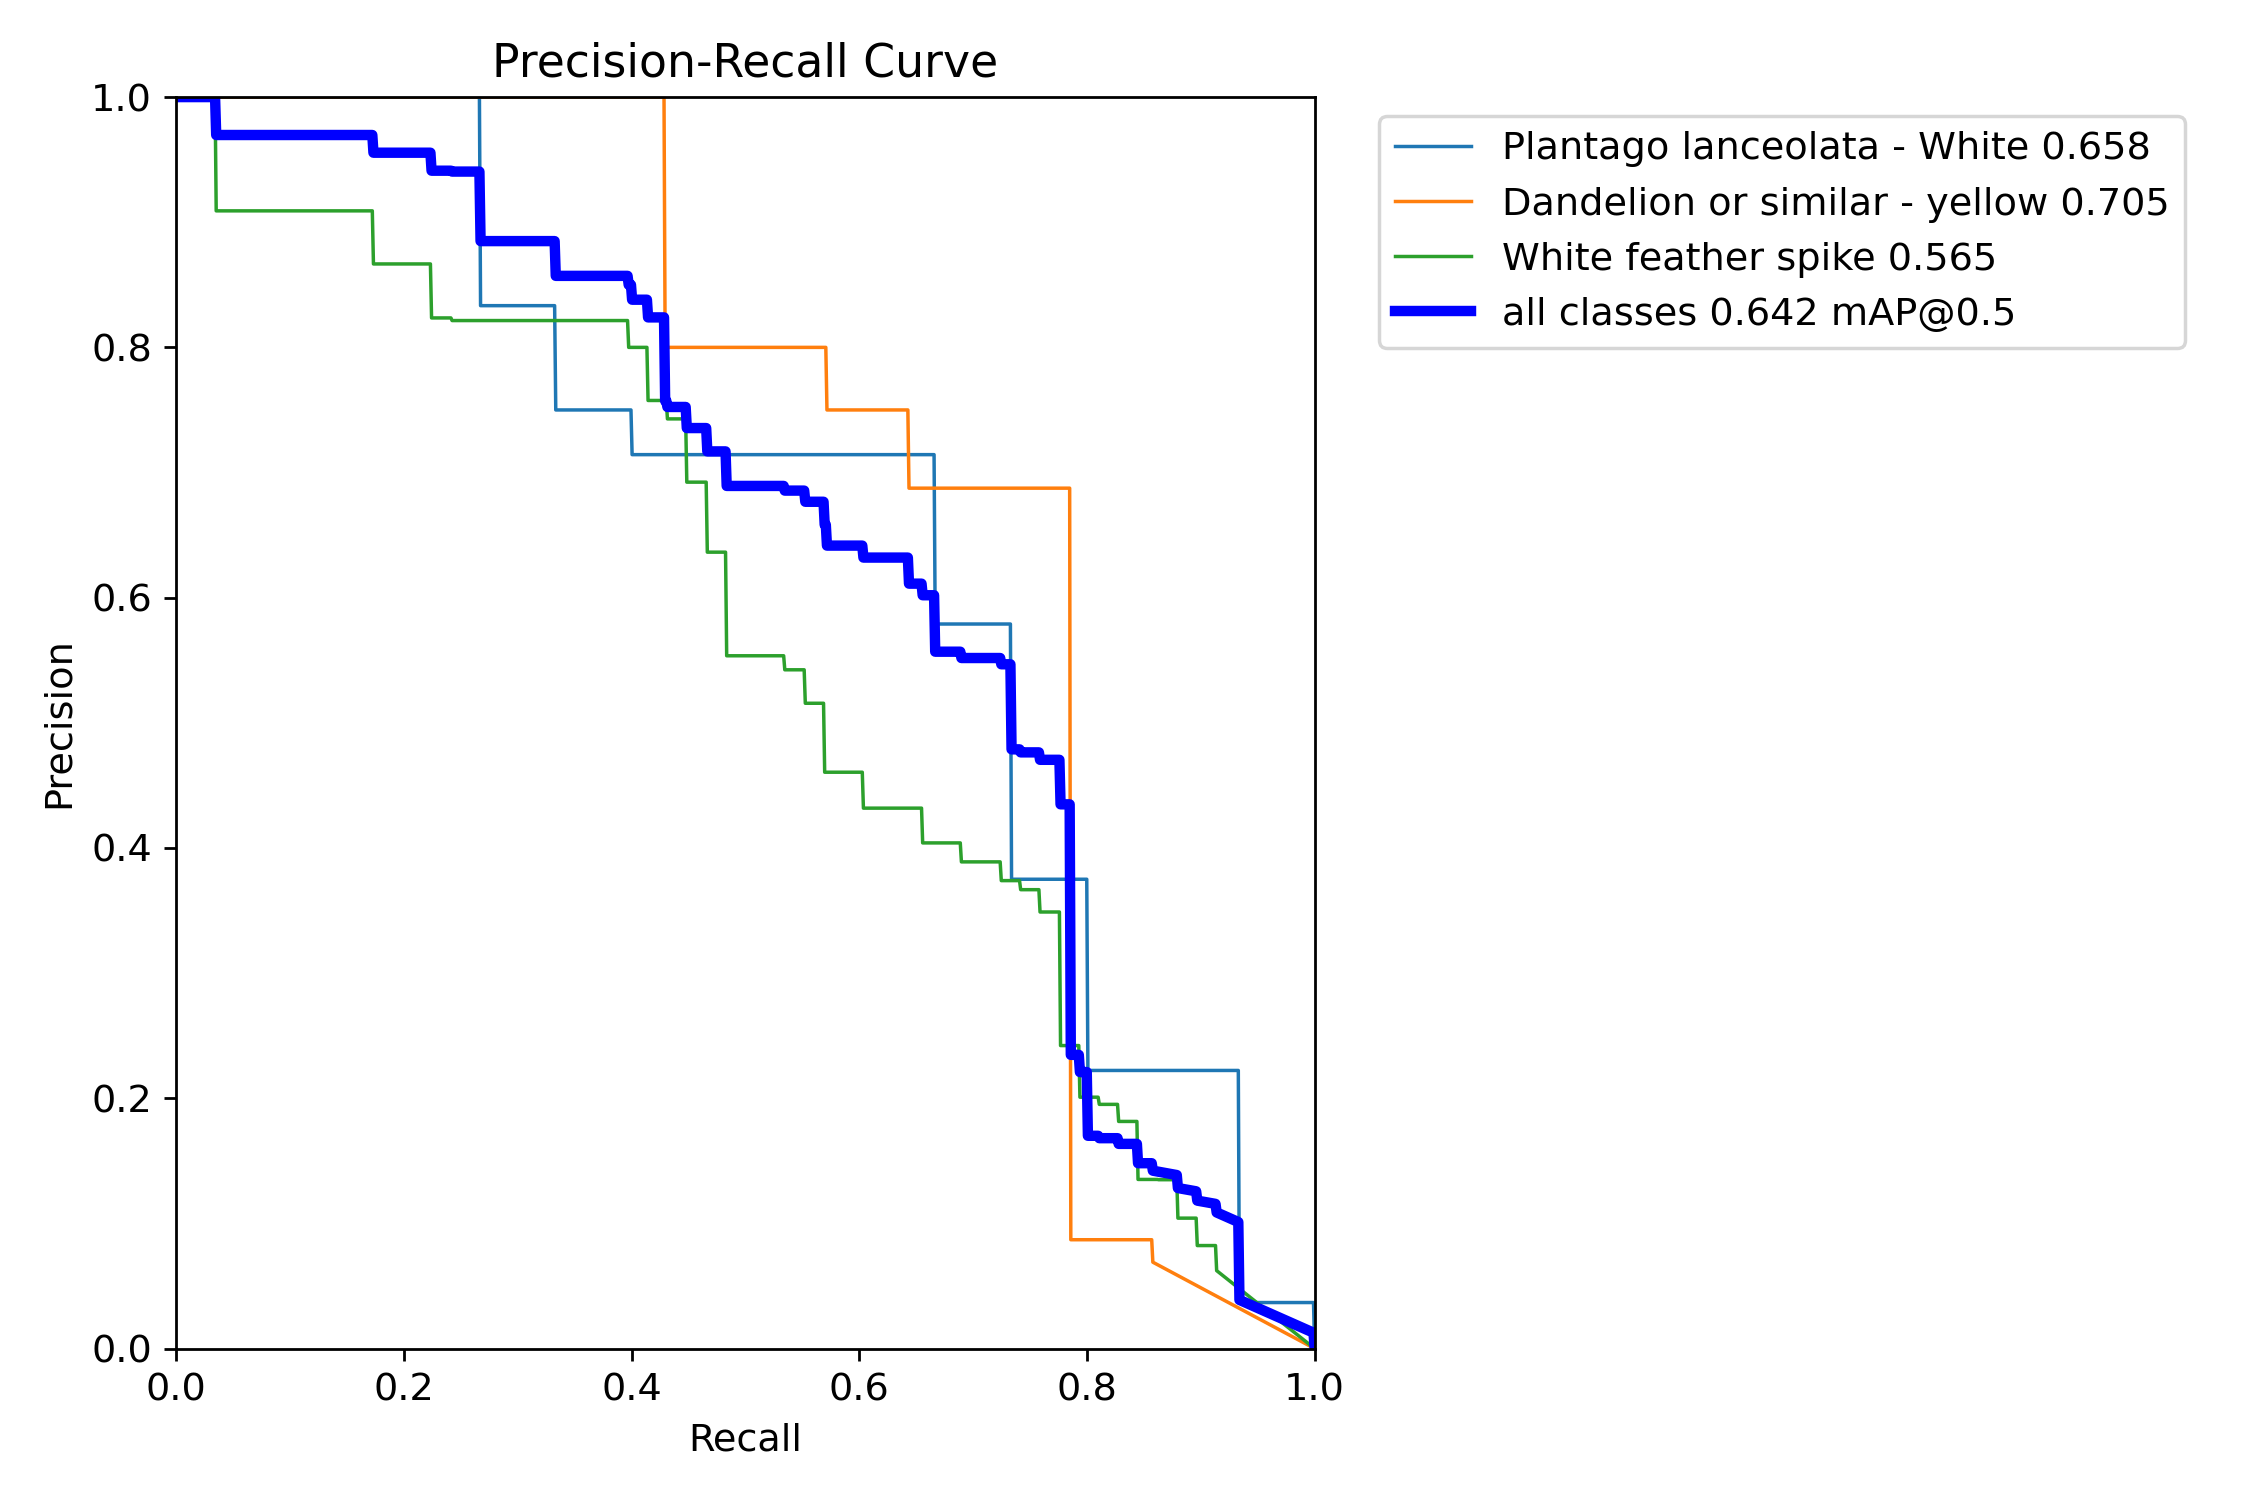 Precision-Recall Curve
1.0
0.8
0.6
0.4
0.2
0.0
Precision
0.0 0.2 0.4 0.6 0.8 1.0
Recall
Plantago lanceolata - White 0.658
Dandelion or similar - yellow 0.705
White feather spike 0.565
all classes 0.642 mAP@0.5